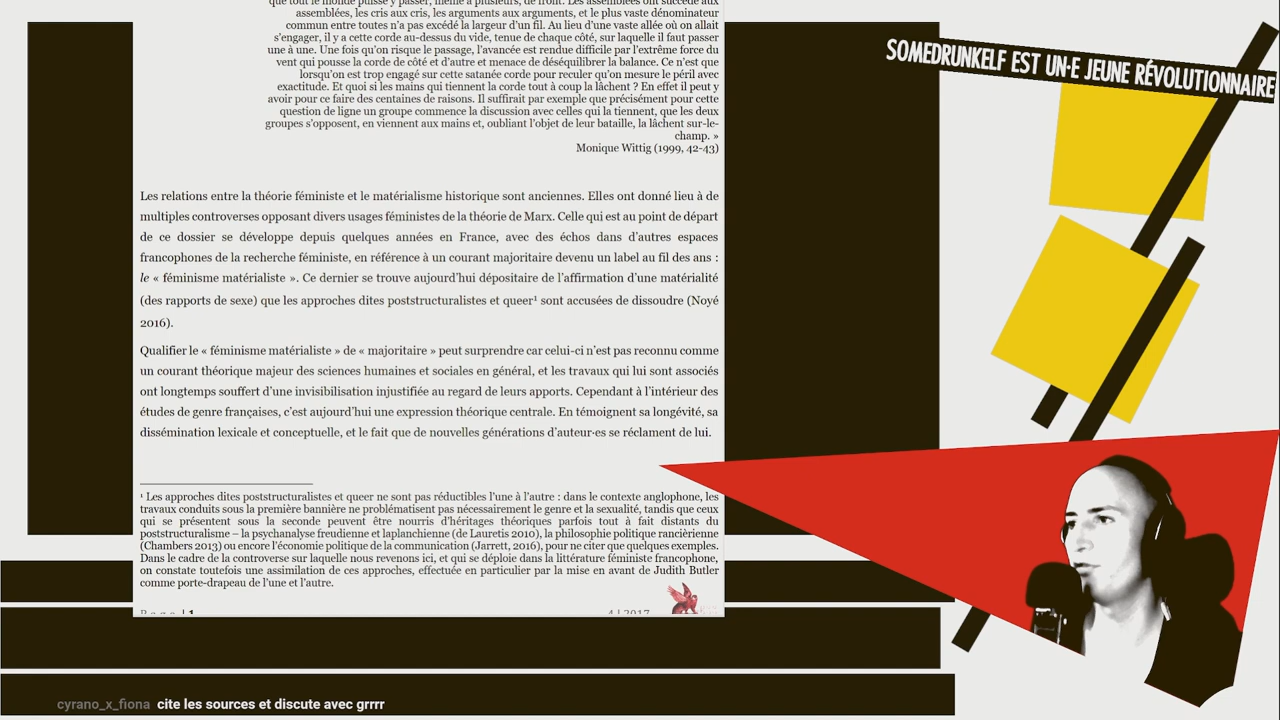 que tout le monde puisse y passer, même à plusieurs, de front. Les assemblées ont succédé aux
assemblées, les cris aux cris, les arguments aux arguments, et le plus vaste dénominateur
commun entre toutes n'a pas excédé la largeur d'un fil. Au lieu d'une vaste allée où on allait
s'engager, il y a cette corde au-dessus du vide, tenue de chaque côté, sur laquelle il faut passer
une à une. Une fois qu'on risque le passage, l'avancée est rendue difficile par l'extrême force du
vent qui pousse la corde de côté et d'autre et menace de déséquilibrer la balance. Ce n'est que
lorsqu'on est trop engagé sur cette satanée corde pour reculer qu'on mesure le péril avec
exactitude. Et quoi si les mains qui tiennent la corde tout à coup la lâchent ? En effet il peut y
avoir pour ce faire des centaines de raisons. Il suffirait par exemple que précisément pour cette
question de ligne un groupe commence la discussion avec celles qui la tiennent, que les deux
groupes s'opposent, en viennent aux mains et, oubliant l'objet de leur bataille, la lâchent sur-le-
champ. »
Monique Wittig (1999, 42-43)
Les relations entre la théorie féministe et le matérialisme historique sont anciennes. Elles ont donné lieu à de
multiples controverses opposant divers usages féministes de la théorie de Marx. Celle qui est au point de départ
de ce dossier se développe depuis quelques années en France, avec des échos dans d'autres espaces
francophones de la recherche féministe, en référence à un courant majoritaire devenu un label au fil des ans :
le « féminisme matérialiste ». Ce dernier se trouve aujourd'hui dépositaire de l'affirmation d'une matérialité
(des rapports de sexe) que les approches dites poststructuralistes et queer¹ sont accusées de dissoudre (Noyé
2016).
Qualifier le « féminisme matérialiste » de « majoritaire » peut surprendre car celui-ci n'est pas reconnu comme
un courant théorique majeur des sciences humaines et sociales en général, et les travaux qui lui sont associés
ont longtemps souffert d'une invisibilisation injustifiée au regard de leurs apports. Cependant à l'intérieur des
études de genre françaises, c'est aujourd'hui une expression théorique centrale. En témoignent sa longévité, sa
dissémination lexicale et conceptuelle, et le fait que de nouvelles générations d'auteur·es se réclament de lui.
¹ Les approches dites poststructuralistes et queer ne sont pas réductibles l'une à l'autre : dans le contexte anglophone, les
travaux conduits sous la première bannière ne problématisent pas nécessairement le genre et la sexualité, tandis que ceux
qui se présentent sous la seconde peuvent être nourris d'héritages théoriques parfois tout à fait distants du
poststructuralisme – la psychanalyse freudienne et laplanchienne (de Lauretis 2010), la philosophie politique rancièrienne
(Chambers 2013) ou encore l'économie politique de la communication (Jarrett, 2016), pour ne citer que quelques exemples.
Dans le cadre de la controverse sur laquelle nous revenons ici, et qui se déploie dans la littérature féministe francophone,
on constate toutefois une assimilation de ces approches, effectuée en particulier par la mise en avant de Judith Butler
comme porte-drapeau de l'une et l'autre.
Page | 1
4 | 2017
SOMEDRUNKELF EST UN·E JEUNE RÉVOLUTIONNAIRE
cyrano_x_fiona cite les sources et discute avec grrrr